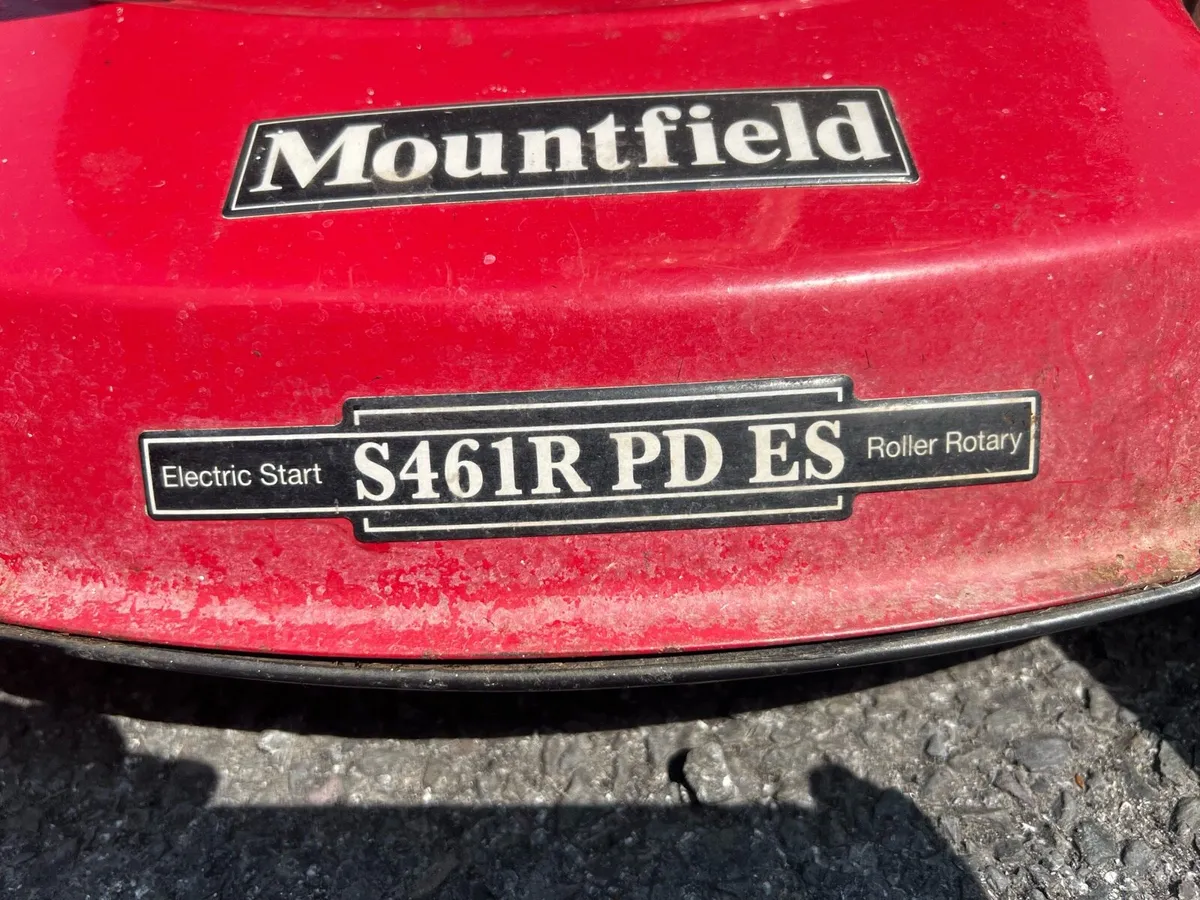 Mountfield
Electric Start S461R PD ES Roller Rotary